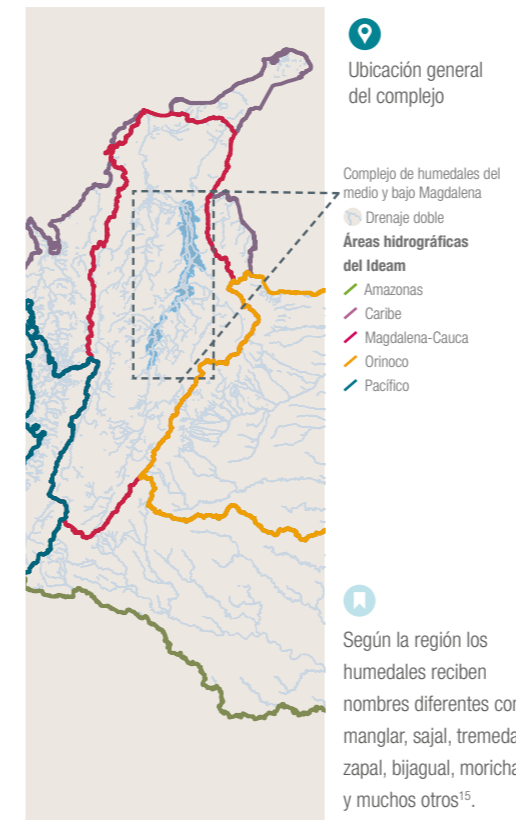 Ubicación general
del complejo
Complejo de humedales del
medio y bajo Magdalena
Drenaje doble
Áreas hidrográficas
del Ideam
Amazonas
Caribe
Magdalena-Cauca
Orinoco
Pacífico
Según la región los
humedales reciben
nombres diferentes
manglar, sajal,
zapal, bijagual,
y muchos otros¹⁵.